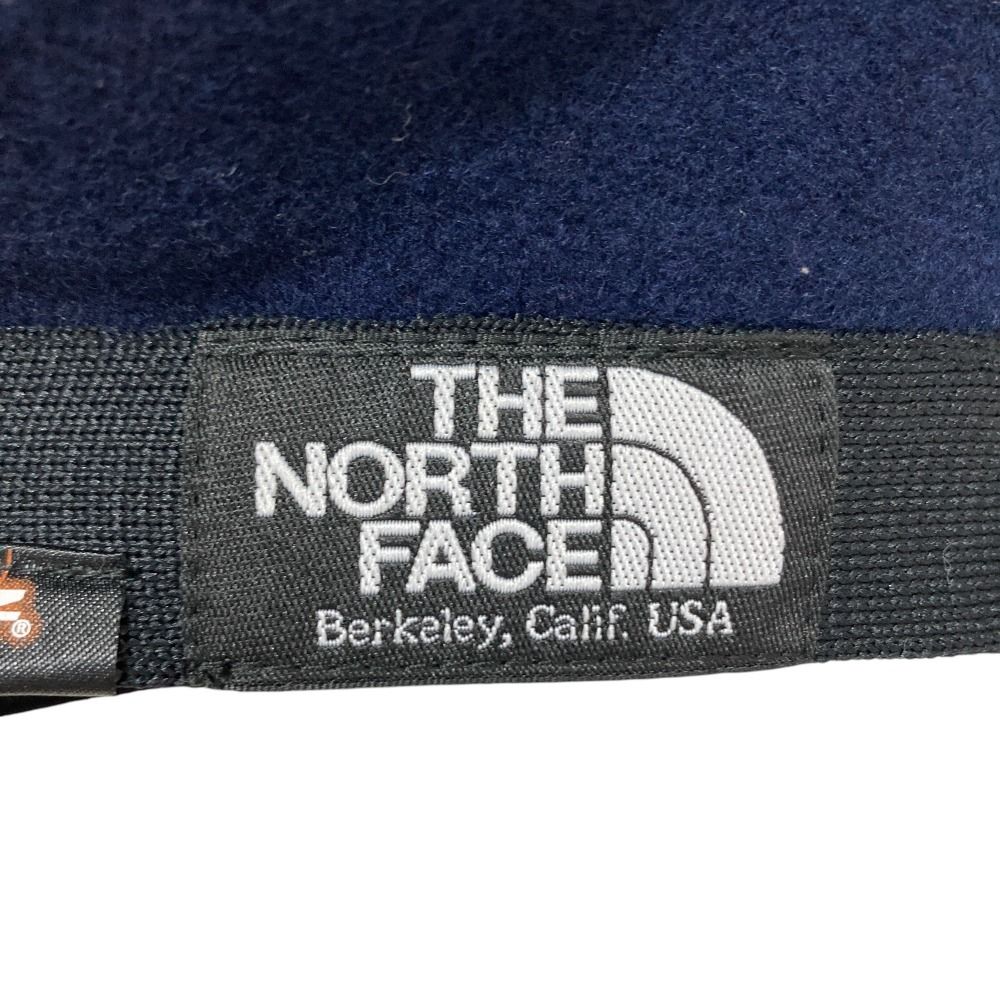 THE
NORTH
FACE
Berkeley, Calif. USA
®